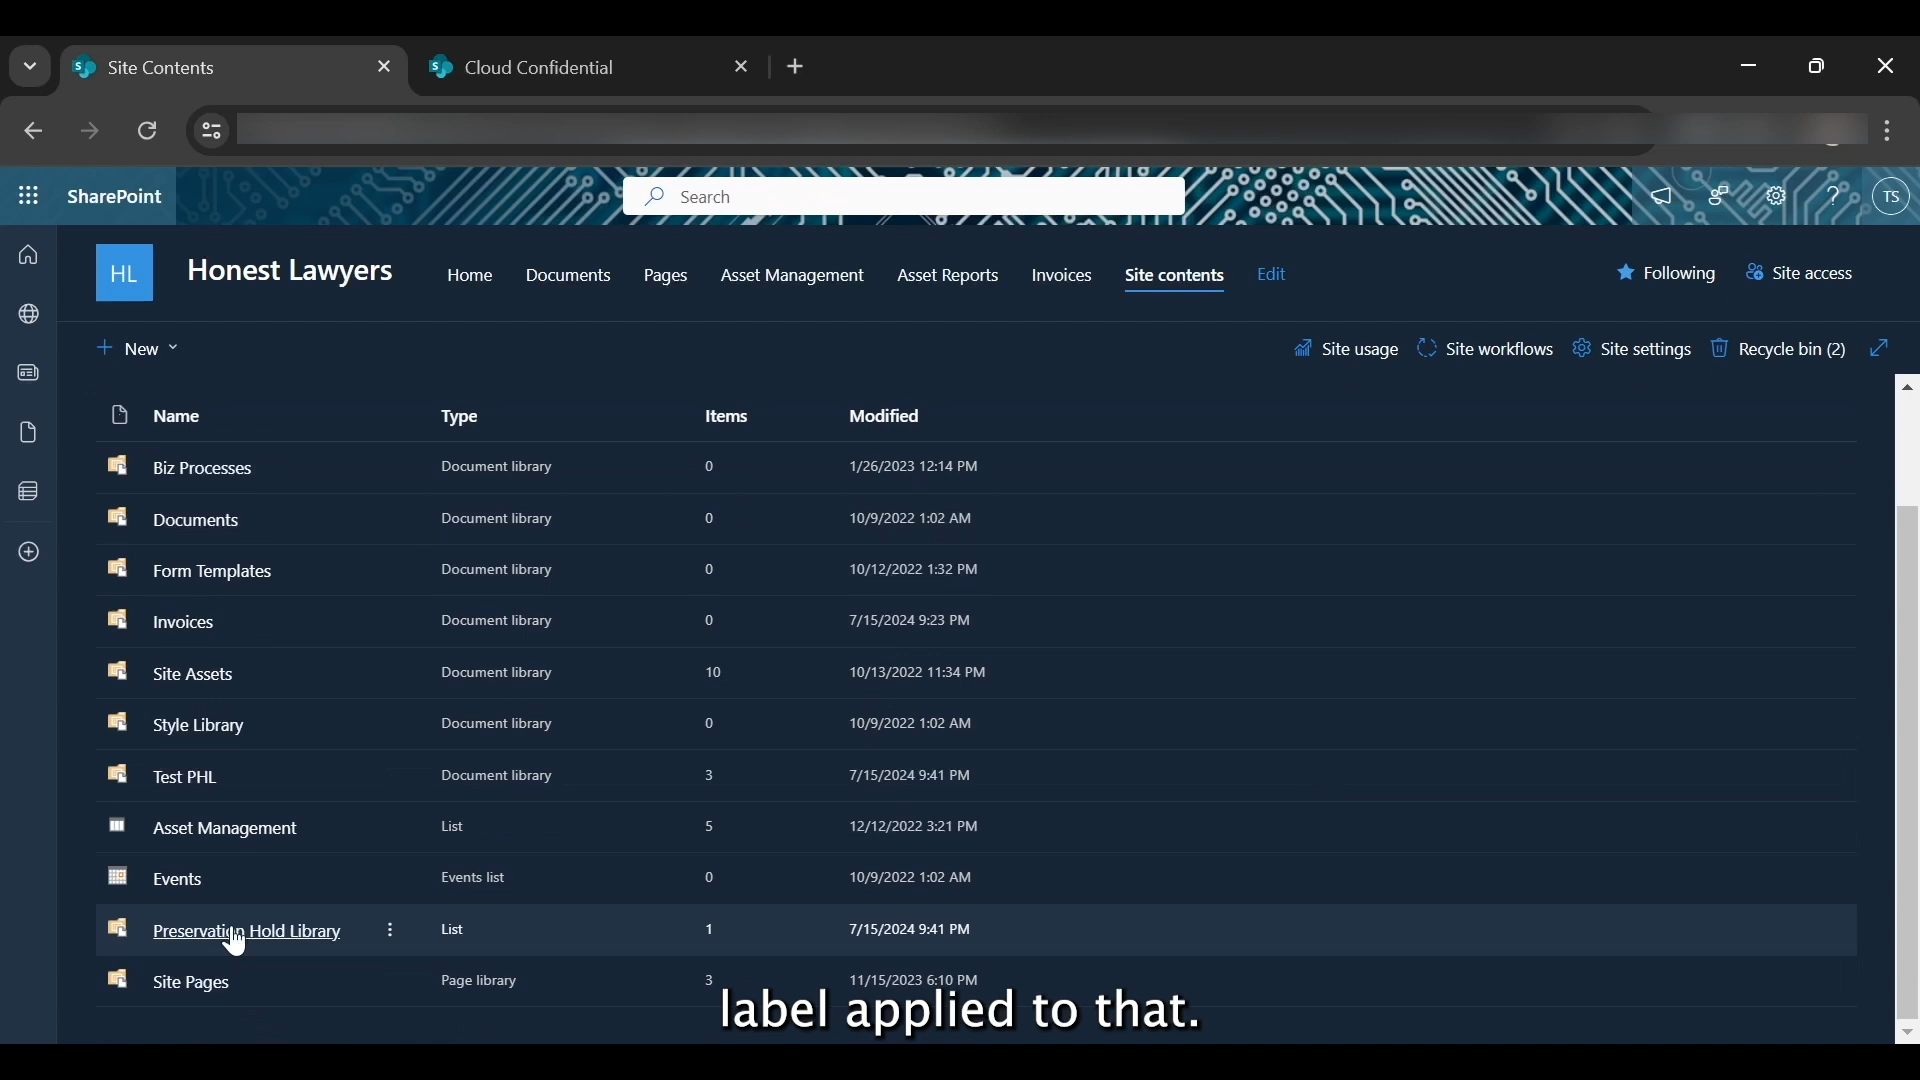 Site Contents
Cloud Confidential
SharePoint
Search
TS
HL
Honest Lawyers
Home
Documents
Pages
Asset Management
Asset Reports
Invoices
Site contents
Edit
Following
Site access
New
Site usage
Site workflows
Site settings
Recycle bin (2)
Name Type Items Modified
Biz Processes Document library 0 1/26/2023 12:14 PM
Documents Document library 0 10/9/2022 1:02 AM
Form Templates Document library 0 10/12/2022 1:32 PM
Invoices Document library 0 7/15/2024 9:23 PM
Site Assets Document library 10 10/13/2022 11:34 PM
Style Library Document library 0 10/9/2022 1:02 AM
Test PHL Document library 3 7/15/2024 9:41 PM
Asset Management List 5 12/12/2022 3:21 PM
Events Events list 0 10/9/2022 1:02 AM
Preservation Hold Library List 1 7/15/2024 9:41 PM
Site Pages Page library 3 11/15/2023 6:10 PM
label applied to that.